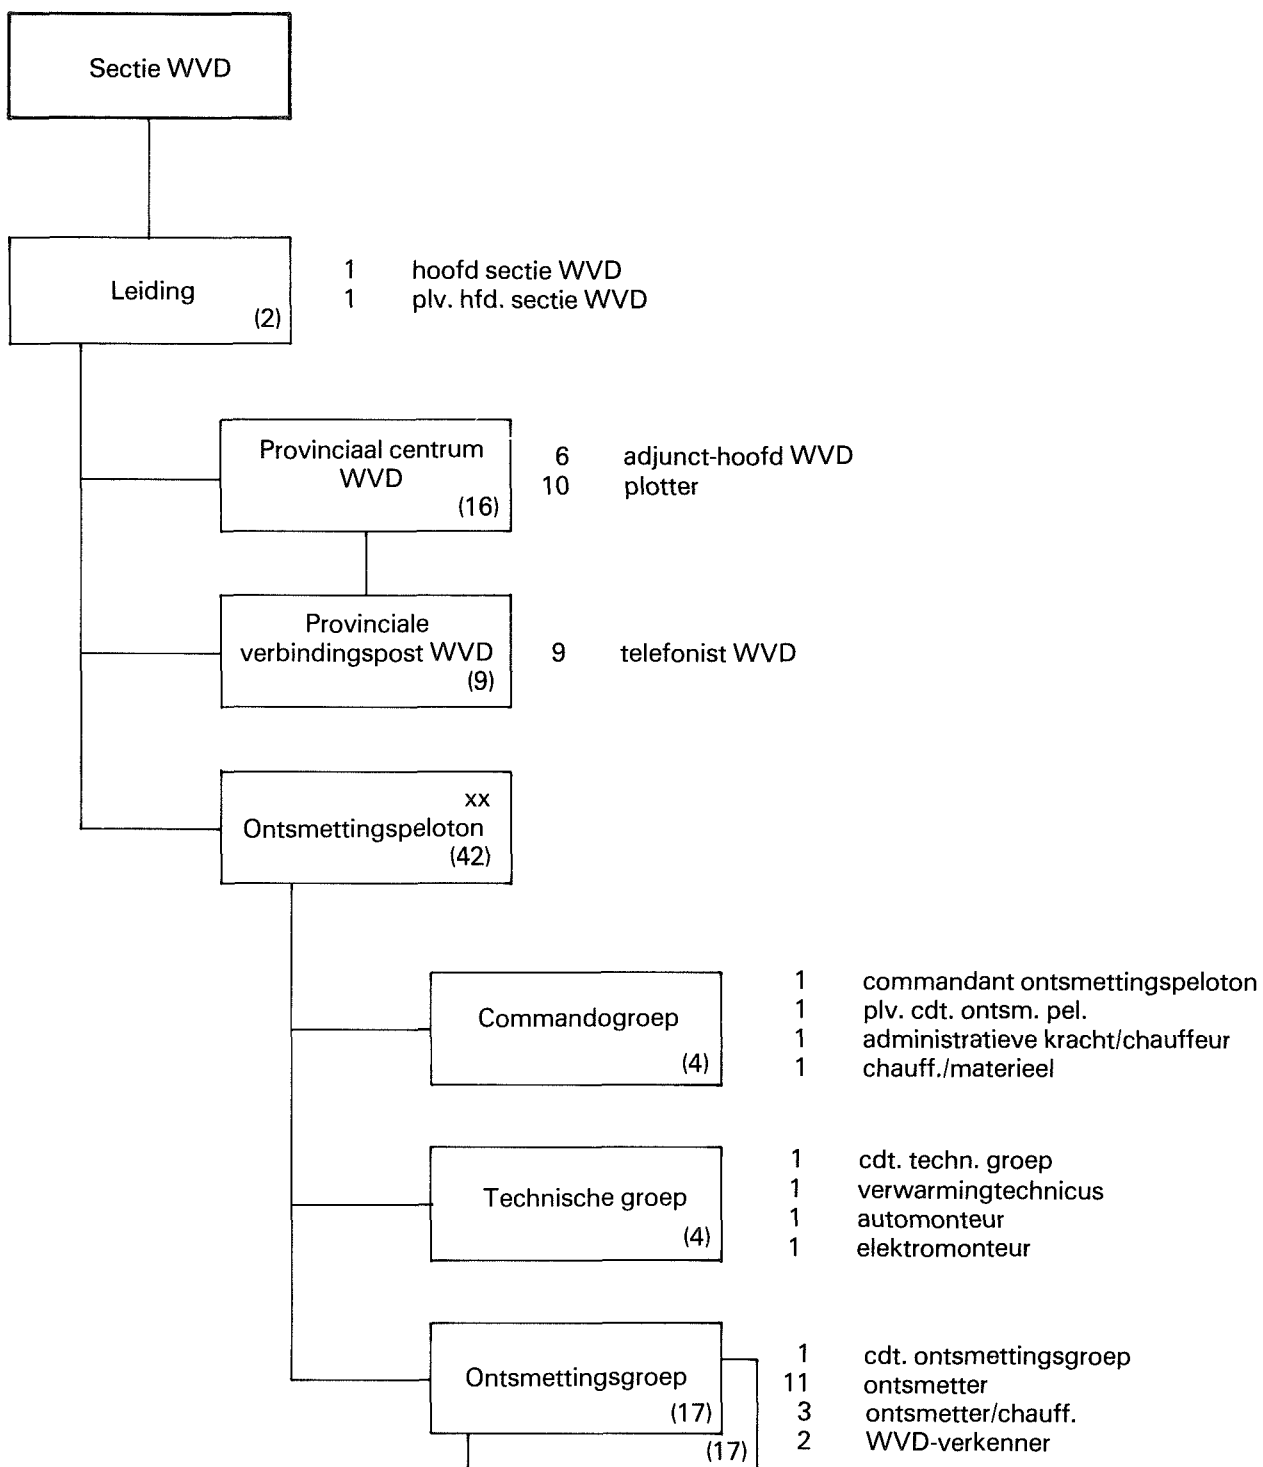 Sectie WVD
Leiding
(2)
1 hoofd sectie WVD
1 plv. hfd. sectie WVD
Provinciaal centrum
WVD
(16)
6 adjunct-hoofd WVD
10 plotter
Provinciale
verbindingspost WVD
(9)
9 telefonist WVD
xx
Ontsmettingspeloton
(42)
Commandogroep
(4)
1 commandant ontsmettingspeloton
1 plv. cdt. ontsm. pel.
1 administratieve kracht/chauffeur
1 chauff./materieel
Technische groep
(4)
1 cdt. techn. groep
1 verwarmingtechnicus
1 automonteur
1 elektromonteur
Ontsmettingsgroep
(17)
(17)
1 cdt. ontsmettingsgroep
11 ontsmetter
3 ontsmetter/chauff.
2 WVD-verkenner